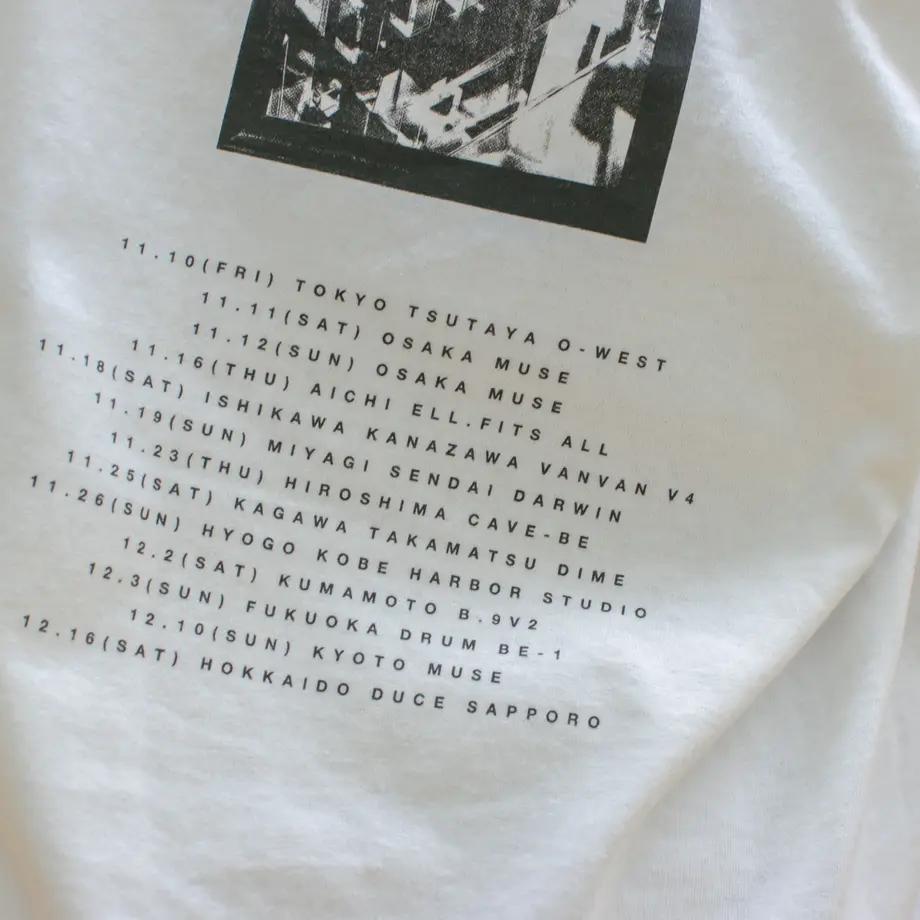 11.10(FRI) TOKYO TSUTAYA O-WEST
11.11(SAT) OSAKA MUSE
11.12(SUN) OSAKA MUSE
11.16(THU) AICHI ELL.FITS ALL
11.18(SAT) ISHIKAWA KANAZAWA VANVAN V4
11.19(SUN) MIYAGI SENDAI DARWIN
11.23(THU) HIROSHIMA CAVE-BE
11.25(SAT) KAGAWA TAKAMATSU DIME
11.26(SUN) HYOGO KOBE HARBOR STUDIO
12.2(SAT) KUMAMOTO B.9V2
12.3(SUN) FUKUOKA DRUM BE-1
12.10(SUN) KYOTO MUSE
12.16(SAT) HOKKAIDO DUCE SAPPORO